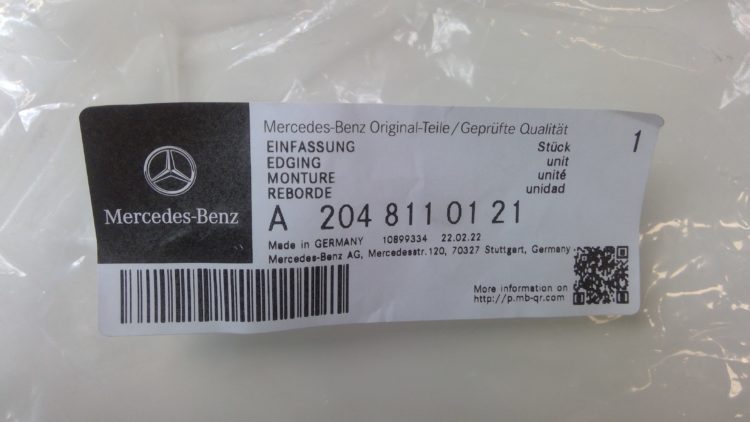 Mercedes-Benz
Mercedes-Benz Original-Teile/Geprüfte Qualität
EINFASSUNG Stück 1
EDGING unit
MONTURE unité
REBORDE unidad
A 204 811 01 21
Made in GERMANY 10899334 22.02.22
Mercedes-Benz AG, Mercedesstr.120, 70327 Stuttgart, Germany
More information on
http://p.mb-qr.com